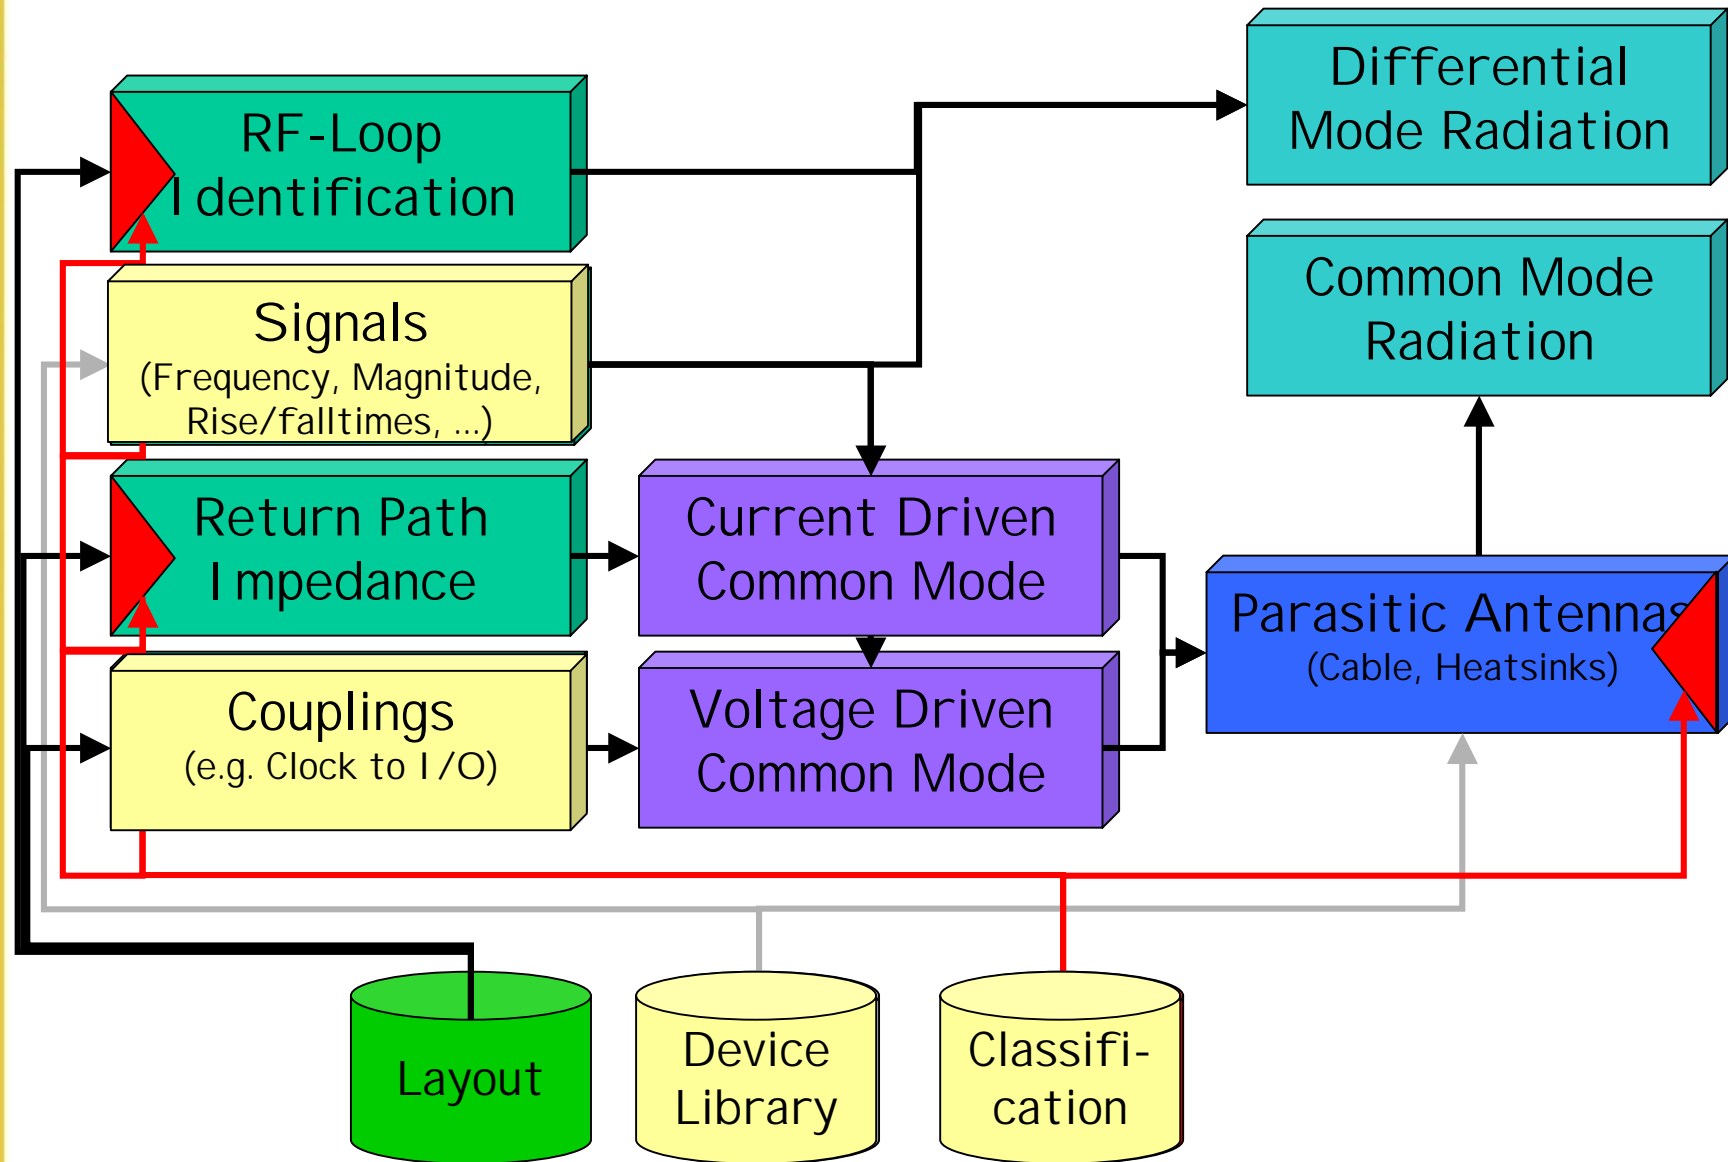 RF-Loop
Identification
Signals
(Frequency, Magnitude,
Rise/falltimes, ...)
Return Path
Impedance
Couplings
(e.g. Clock to I/O)
Current Driven
Common Mode
Voltage Driven
Common Mode
Differential
Mode Radiation
Common Mode
Radiation
Parasitic Antennas
(Cable, Heatsinks)
Layout
Device
Library
Classifi-
cation